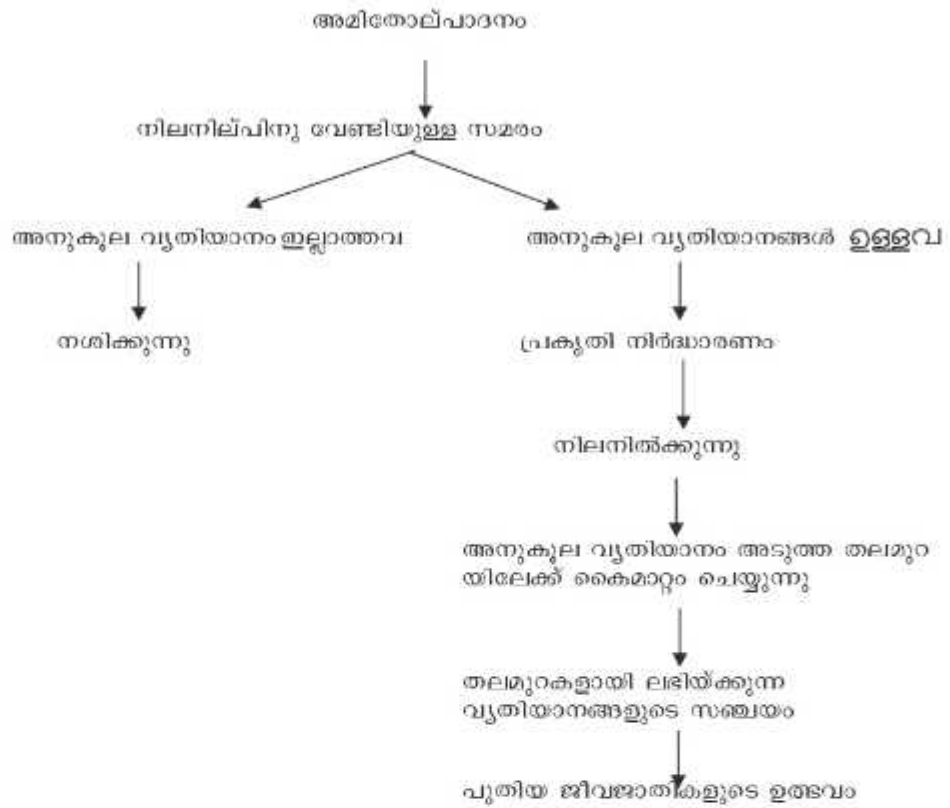 അമിതോല്പാദനം
നിലനില്പിനു വേണ്ടിയുള്ള സമരം
അനുകൂല വ്യതിയാനം ഇല്ലാത്തവ
അനുകൂല വ്യതിയാനങ്ങൾ ഉള്ളവ
നശിക്കുന്നു
പ്രകൃതി നിർദ്ധാരണം
നിലനിൽക്കുന്നു
അനുകൂല വ്യതിയാനം അടുത്ത തലമുറ
യിലേക്ക് കൈമാറ്റം ചെയ്യുന്നു
തലമുറകളായി ലഭിയ്ക്കുന്ന
വ്യതിയാനങ്ങളുടെ സഞ്ചയം
പുതിയ ജീവജാതികളുടെ ഉത്ഭവം